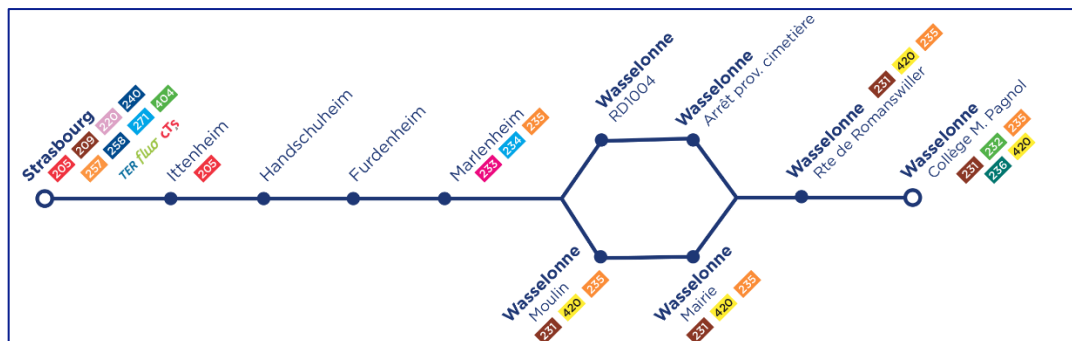 Strasbourg
205 209 220 240
257 258 271 404
TER fluo CTS
Ittenheim
205
Handschuheim
Furdenheim
Marlenheim
233 234 235
Wasselonne
RD1004
Wasselonne
Arrêt prov. cimetière
Wasselonne
Moulin
231 420 235
Wasselonne
Mairie
231 420 235
Wasselonne
Rte de Romanswiller
231 420 235
Wasselonne
Collège M. Pagnol
231 232 235
236 420